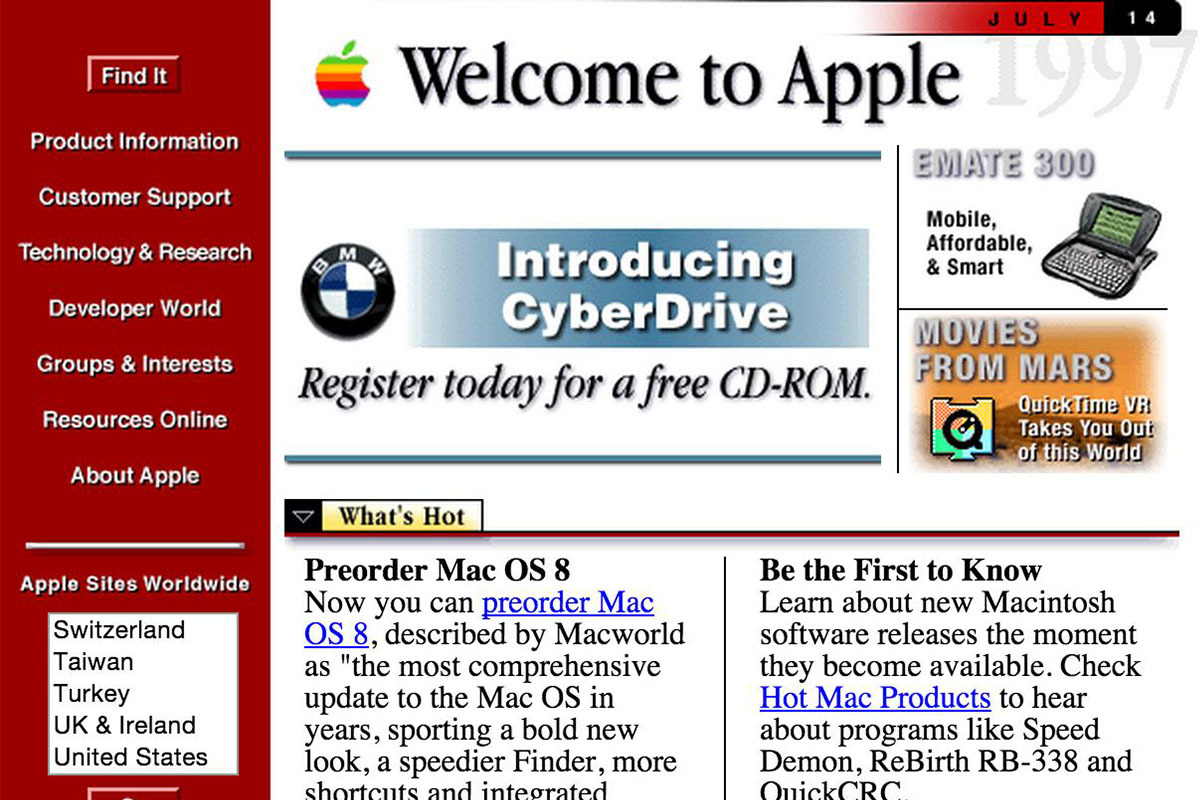 JULY 14
1997
Welcome to Apple
Find It
Product Information
Customer Support
Technology & Research
Developer World
Groups & Interests
Resources Online
About Apple
Apple Sites Worldwide
Switzerland
Taiwan
Turkey
UK & Ireland
United States
BMW
Introducing
CyberDrive
Register today for a free CD-ROM.
EMATE 300
Mobile,
Affordable,
& Smart
MOVIES
FROM MARS
QuickTime VR
Takes You Out
of this World
What's Hot
Preorder Mac OS 8
Now you can preorder Mac
OS 8, described by Macworld
as "the most comprehensive
update to the Mac OS in
years, sporting a bold new
look, a speedier Finder, more
shortcuts and integrated
Be the First to Know
Learn about new Macintosh
software releases the moment
they become available. Check
Hot Mac Products to hear
about programs like Speed
Demon, ReBirth RB-338 and
QuickCRC.